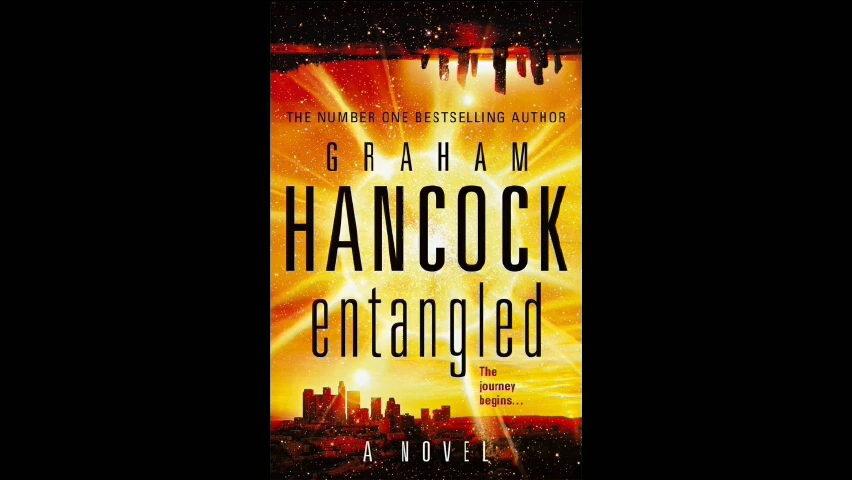 THE NUMBER ONE BESTSELLING AUTHOR
GRAHAM
HANCOCK
entangled
The
journey
begins...
A NOVEL